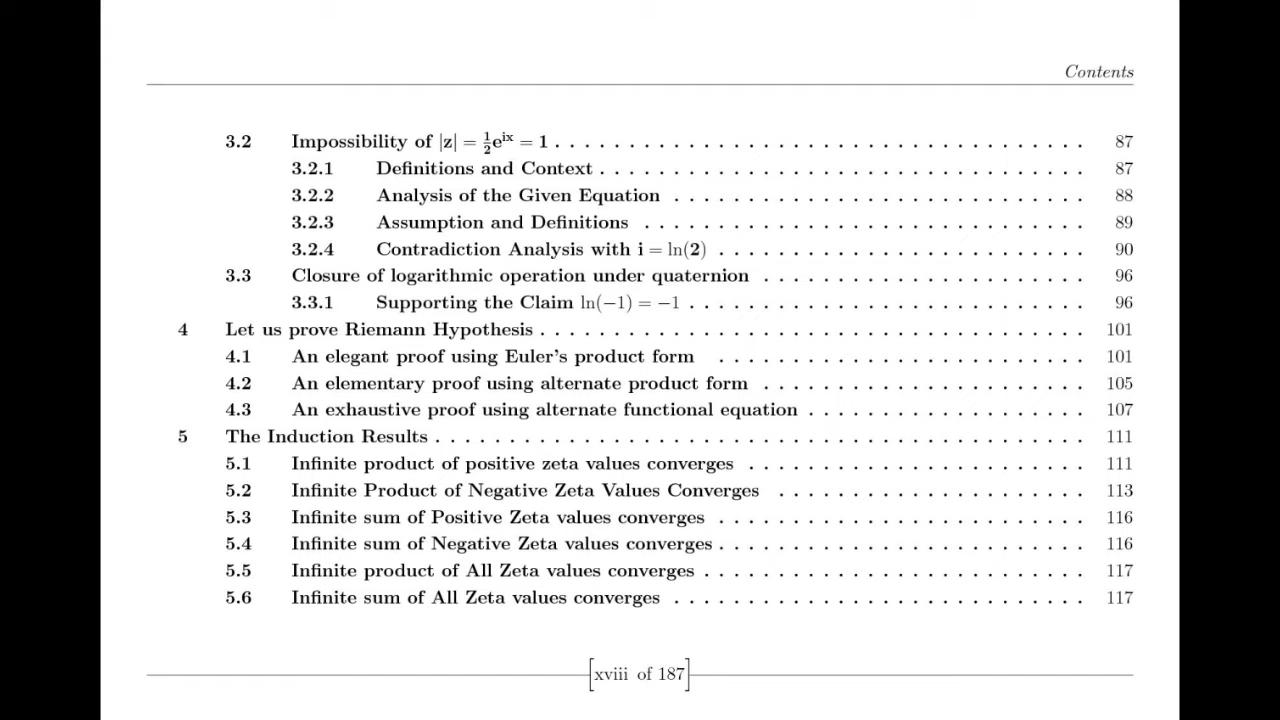 Contents
3.2 Impossibility of |z| = ½e^ix = 1 . . . . . . . . . . . . . . . . . . . . . . . . . . . . . . . . . . . . 87
3.2.1 Definitions and Context . . . . . . . . . . . . . . . . . . . . . . . . . . . . . . . . . 87
3.2.2 Analysis of the Given Equation . . . . . . . . . . . . . . . . . . . . . . . . . . . . 88
3.2.3 Assumption and Definitions . . . . . . . . . . . . . . . . . . . . . . . . . . . . . . 89
3.2.4 Contradiction Analysis with i = ln(2) . . . . . . . . . . . . . . . . . . . . . . . . . 90
3.3 Closure of logarithmic operation under quaternion . . . . . . . . . . . . . . . . . . . . . . 96
3.3.1 Supporting the Claim ln(−1) = −1 . . . . . . . . . . . . . . . . . . . . . . . . . . . 96
4 Let us prove Riemann Hypothesis . . . . . . . . . . . . . . . . . . . . . . . . . . . . . . . . . . . . . 101
4.1 An elegant proof using Euler's product form . . . . . . . . . . . . . . . . . . . . . . . . . 101
4.2 An elementary proof using alternate product form . . . . . . . . . . . . . . . . . . . . . . 105
4.3 An exhaustive proof using alternate functional equation . . . . . . . . . . . . . . . . . . . 107
5 The Induction Results . . . . . . . . . . . . . . . . . . . . . . . . . . . . . . . . . . . . . . . . . . . . 111
5.1 Infinite product of positive zeta values converges . . . . . . . . . . . . . . . . . . . . . . . 111
5.2 Infinite Product of Negative Zeta Values Converges . . . . . . . . . . . . . . . . . . . . . 113
5.3 Infinite sum of Positive Zeta values converges . . . . . . . . . . . . . . . . . . . . . . . . . 116
5.4 Infinite sum of Negative Zeta values converges . . . . . . . . . . . . . . . . . . . . . . . . . 116
5.5 Infinite product of All Zeta values converges . . . . . . . . . . . . . . . . . . . . . . . . . . 117
5.6 Infinite sum of All Zeta values converges . . . . . . . . . . . . . . . . . . . . . . . . . . . . 117
[xviii of 187]